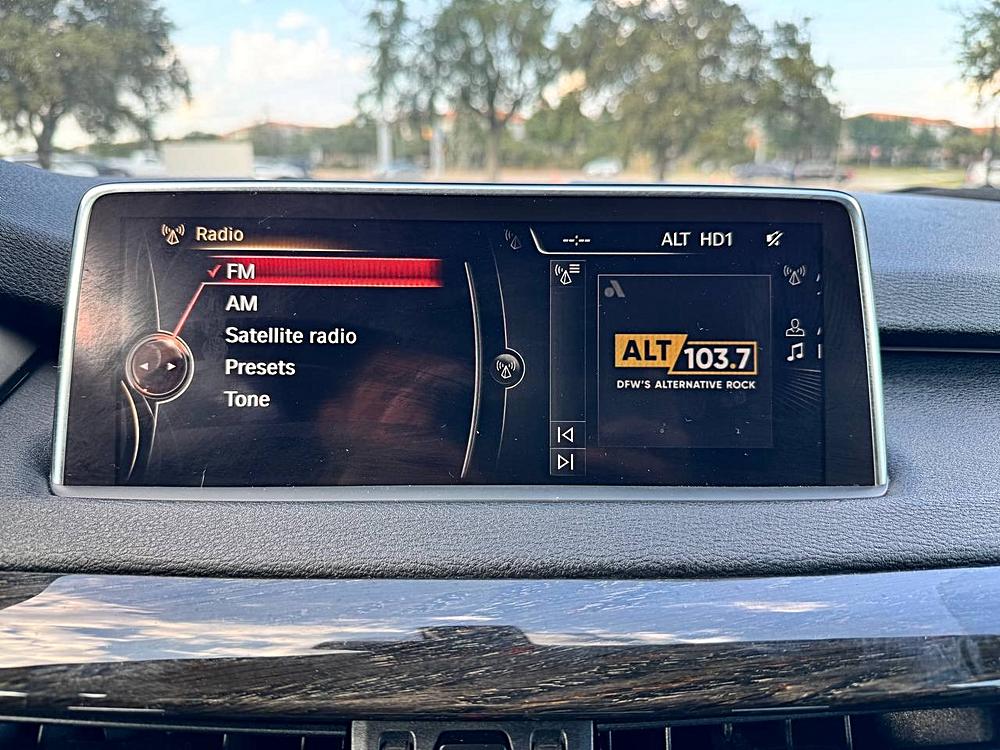 Radio
--:--
ALT HD1
FM
AM
Satellite radio
Presets
Tone
ALT 103.7
DFW'S ALTERNATIVE ROCK